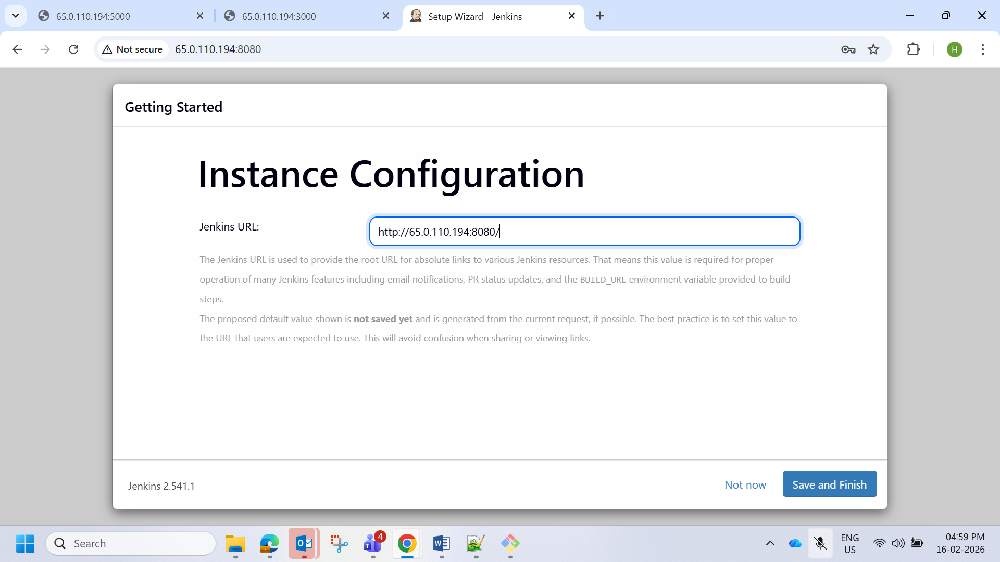 65.0.110.194:5000
65.0.110.194:3000
Setup Wizard - Jenkins
Not secure
65.0.110.194:8080
H
Getting Started
Instance Configuration
Jenkins URL:
http://65.0.110.194:8080/
The Jenkins URL is used to provide the root URL for absolute links to various Jenkins resources. That means this value is required for proper
operation of many Jenkins features including email notifications, PR status updates, and the BUILD_URL environment variable provided to build
steps.
The proposed default value shown is not saved yet and is generated from the current request, if possible. The best practice is to set this value to
the URL that users are expected to use. This will avoid confusion when sharing or viewing links.
Jenkins 2.541.1
Not now
Save and Finish
Search
4
ENG
US
04:59 PM
16-02-2026